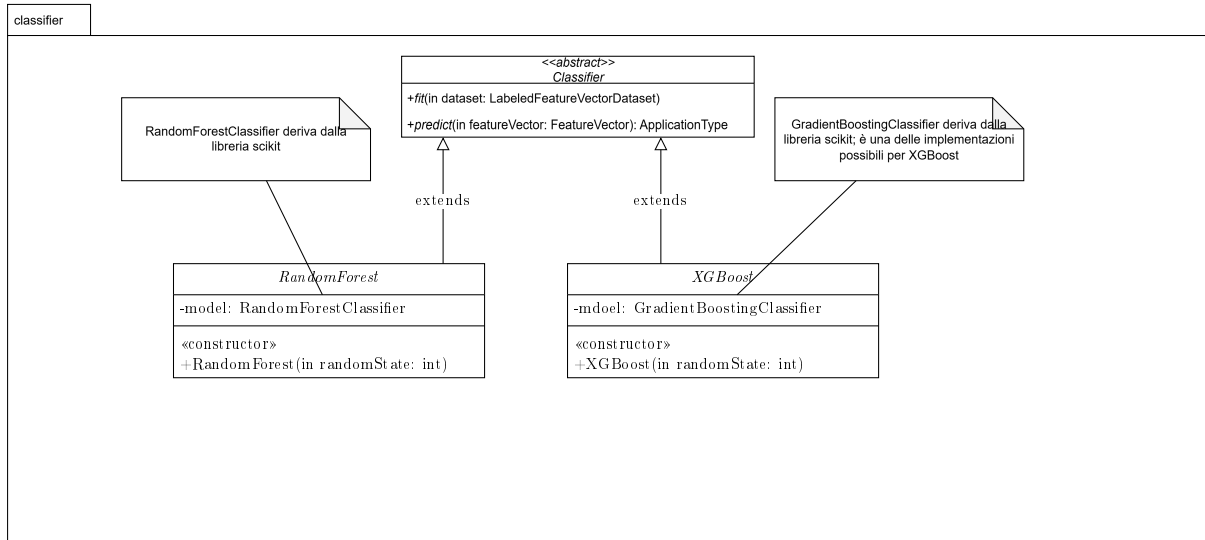 classifier
<<abstract>>
Classifier
+fit(in dataset: LabeledFeatureVectorDataset)
+predict(in featureVector: FeatureVector): ApplicationType
RandomForestClassifier deriva dalla
libreria scikit
GradientBoostingClassifier deriva dalla
libreria scikit; è una delle implementazioni
possibili per XGBoost
extends
extends
RandomForest
-model: RandomForestClassifier
«constructor»
+RandomForest(in randomState: int)
XGBoost
-mdoel: GradientBoostingClassifier
«constructor»
+XGBoost(in randomState: int)